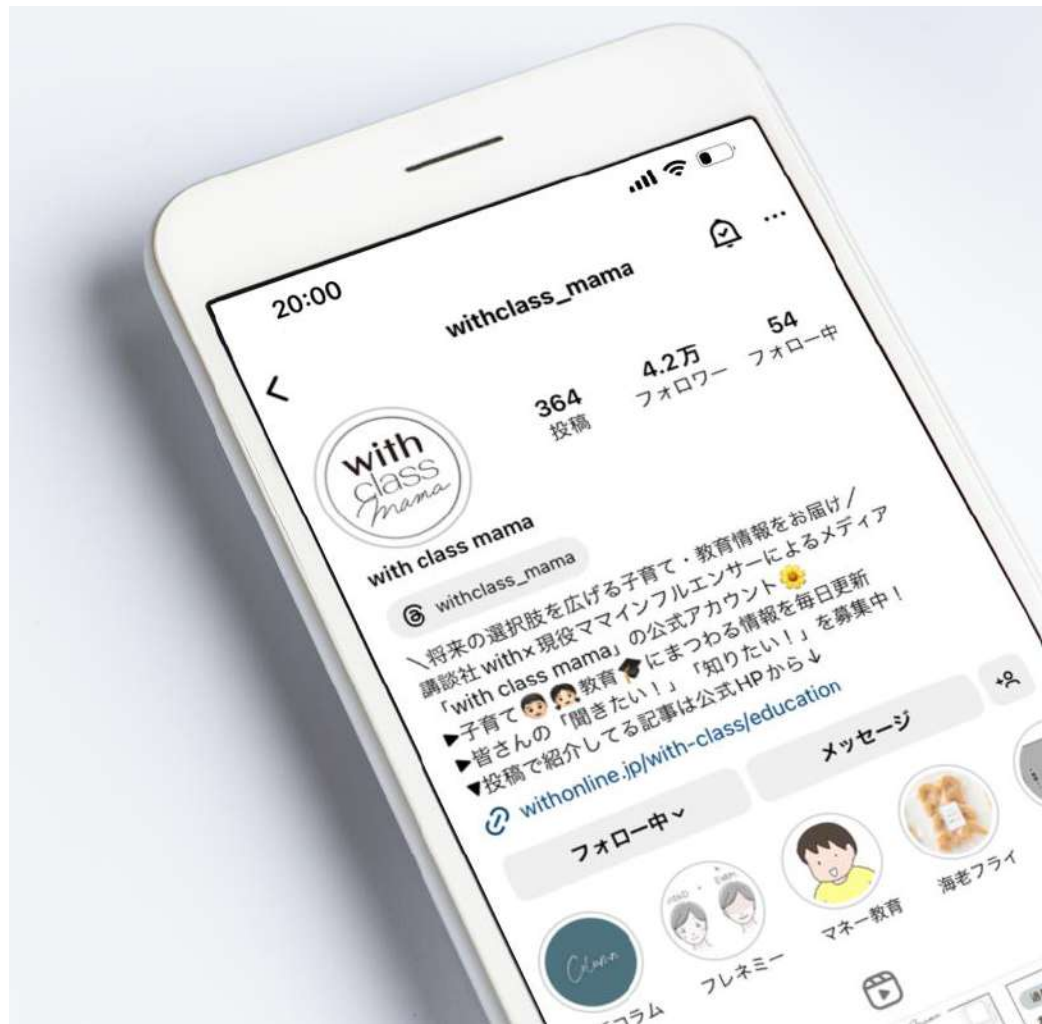 20:00
withclass_mama
364
投稿
4.2万
フォロワー
54
フォロー中
with
class
mama
with class mama
withclass_mama
＼将来の選択肢を広げる子育て・教育情報をお届け／
講談社 with×現役ママインフルエンサーによるメディア
「with class mama」の公式アカウント🌼
▶子育て👦🏻👧🏻教育🎓にまつわる情報を毎日更新
▶皆さんの「聞きたい！」「知りたい！」を募集中！
▼投稿で紹介してる記事は公式HPから↓
withonline.jp/with-class/education
フォロー中
メッセージ
Column
コラム
フレネミー
マネー教育
海老フライ